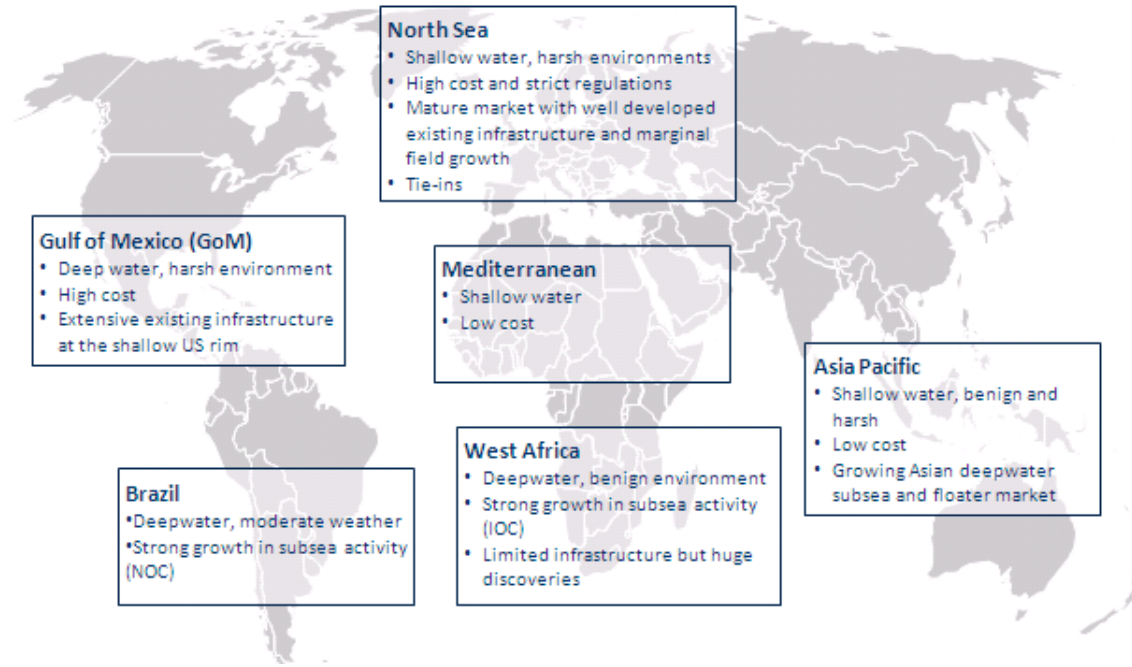 North Sea
• Shallow water, harsh environments
• High cost and strict regulations
• Mature market with well developed
existing infrastructure and marginal
field growth
• Tie-ins
Gulf of Mexico (GoM)
• Deep water, harsh environment
• High cost
• Extensive existing infrastructure
at the shallow US rim
Mediterranean
• Shallow water
• Low cost
Asia Pacific
• Shallow water, benign and
harsh
• Low cost
• Growing Asian deepwater
subsea and floater market
West Africa
• Deepwater, benign environment
• Strong growth in subsea activity
(IOC)
• Limited infrastructure but huge
discoveries
Brazil
•Deepwater, moderate weather
•Strong growth in subsea activity
(NOC)